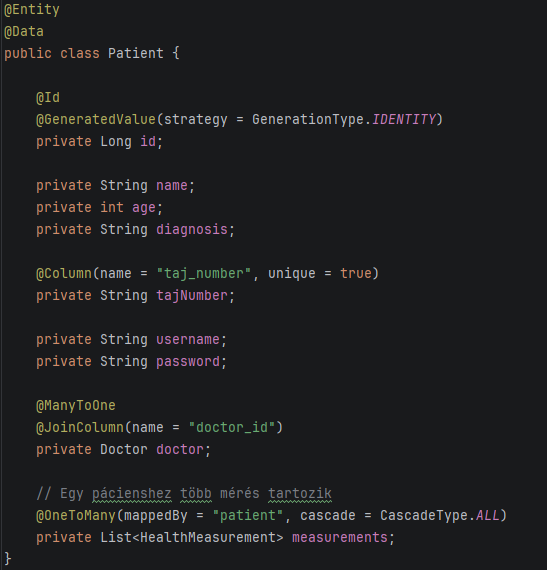 @Entity
@Data
public class Patient {
@Id
@GeneratedValue(strategy = GenerationType.IDENTITY)
private Long id;
private String name;
private int age;
private String diagnosis;
@Column(name = "taj_number", unique = true)
private String tajNumber;
private String username;
private String password;
@ManyToOne
@JoinColumn(name = "doctor_id")
private Doctor doctor;
// Egy pácienshez több mérés tartozik
@OneToMany(mappedBy = "patient", cascade = CascadeType.ALL)
private List<HealthMeasurement> measurements;
}